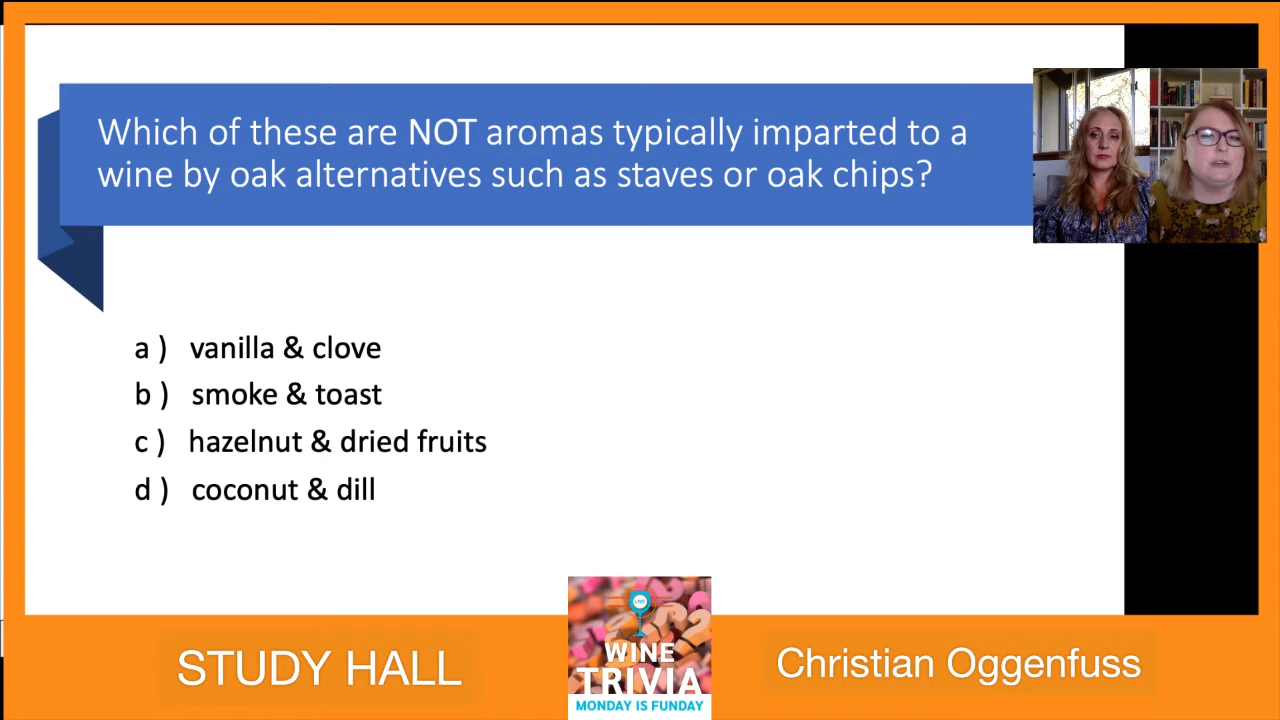 Which of these are NOT aromas typically imparted to a
wine by oak alternatives such as staves or oak chips?
a ) vanilla & clove
b ) smoke & toast
c ) hazelnut & dried fruits
d ) coconut & dill
STUDY HALL
LIVE
WINE
TRIVIA
MONDAY IS FUNDAY
Christian Oggenfuss